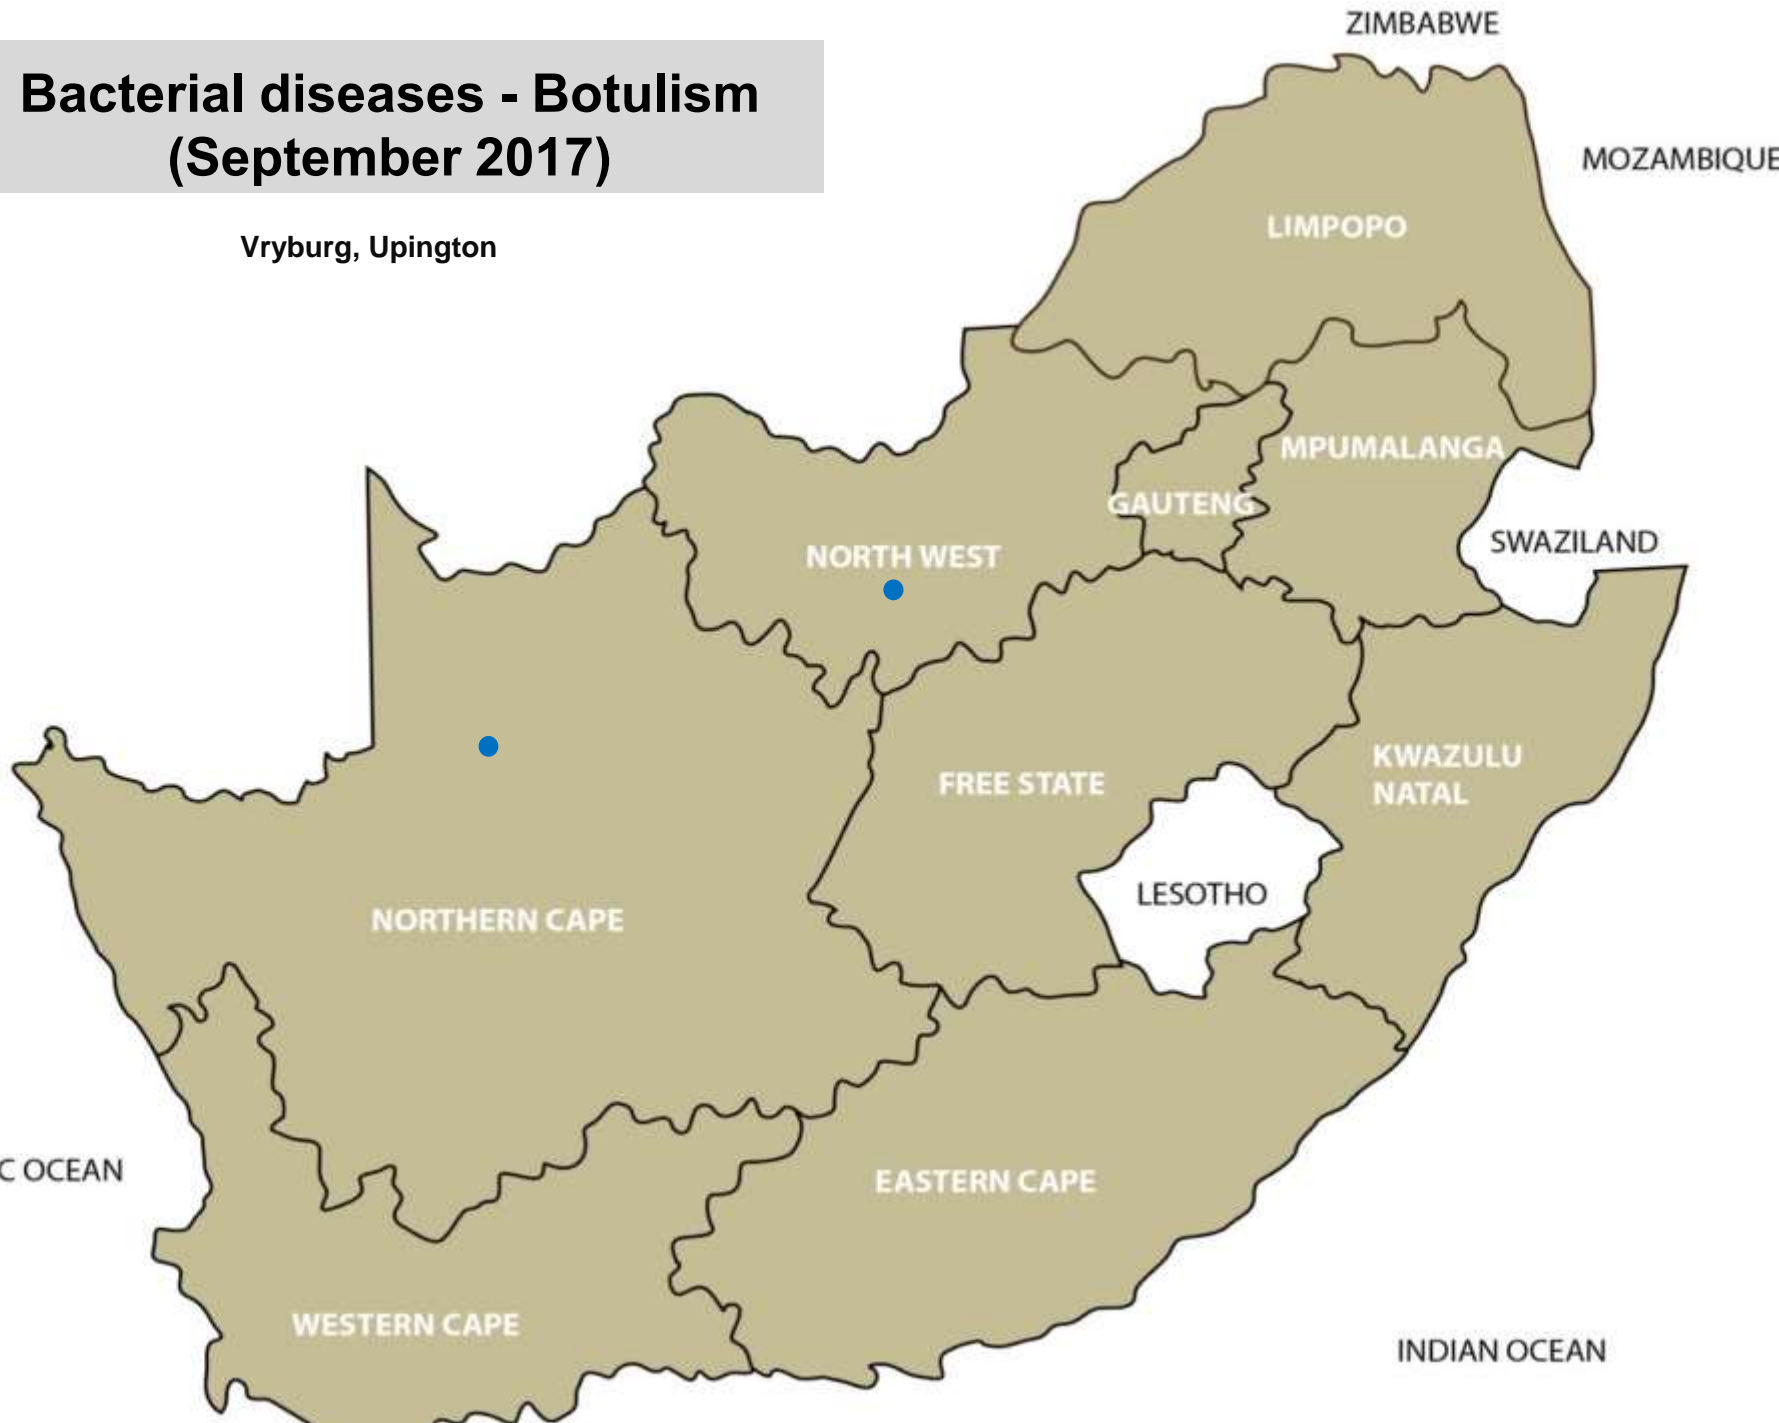 ZIMBABWE
Bacterial diseases - Botulism
(September 2017)
MOZAMBIQUE
LIMPOPO
Vryburg, Upington
MPUMALANGA
GAUTENG
SWAZILAND
NORTH WEST
KWAZULU
NATAL
FREE STATE
LESOTHO
NORTHERN CAPE
C OCEAN
EASTERN CAPE
WESTERN CAPE
INDIAN OCEAN